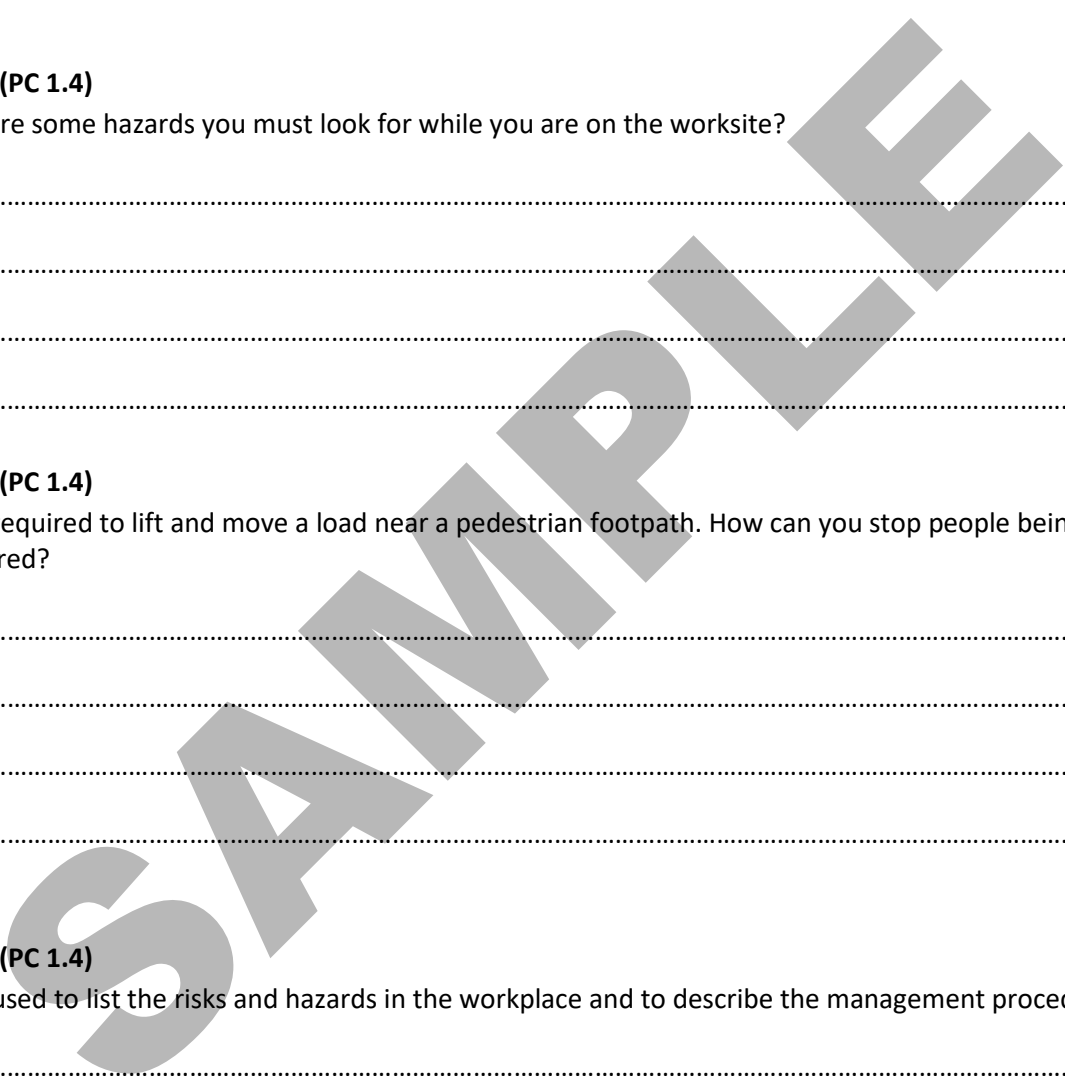 (PC 1.4)
re some hazards you must look for while you are on the worksite?
(PC 1.4)
equired to lift and move a load near a pedestrian footpath. How can you stop people bein
red?
(PC 1.4)
used to list the risks and hazards in the workplace and to describe the management proced
SAMPLE